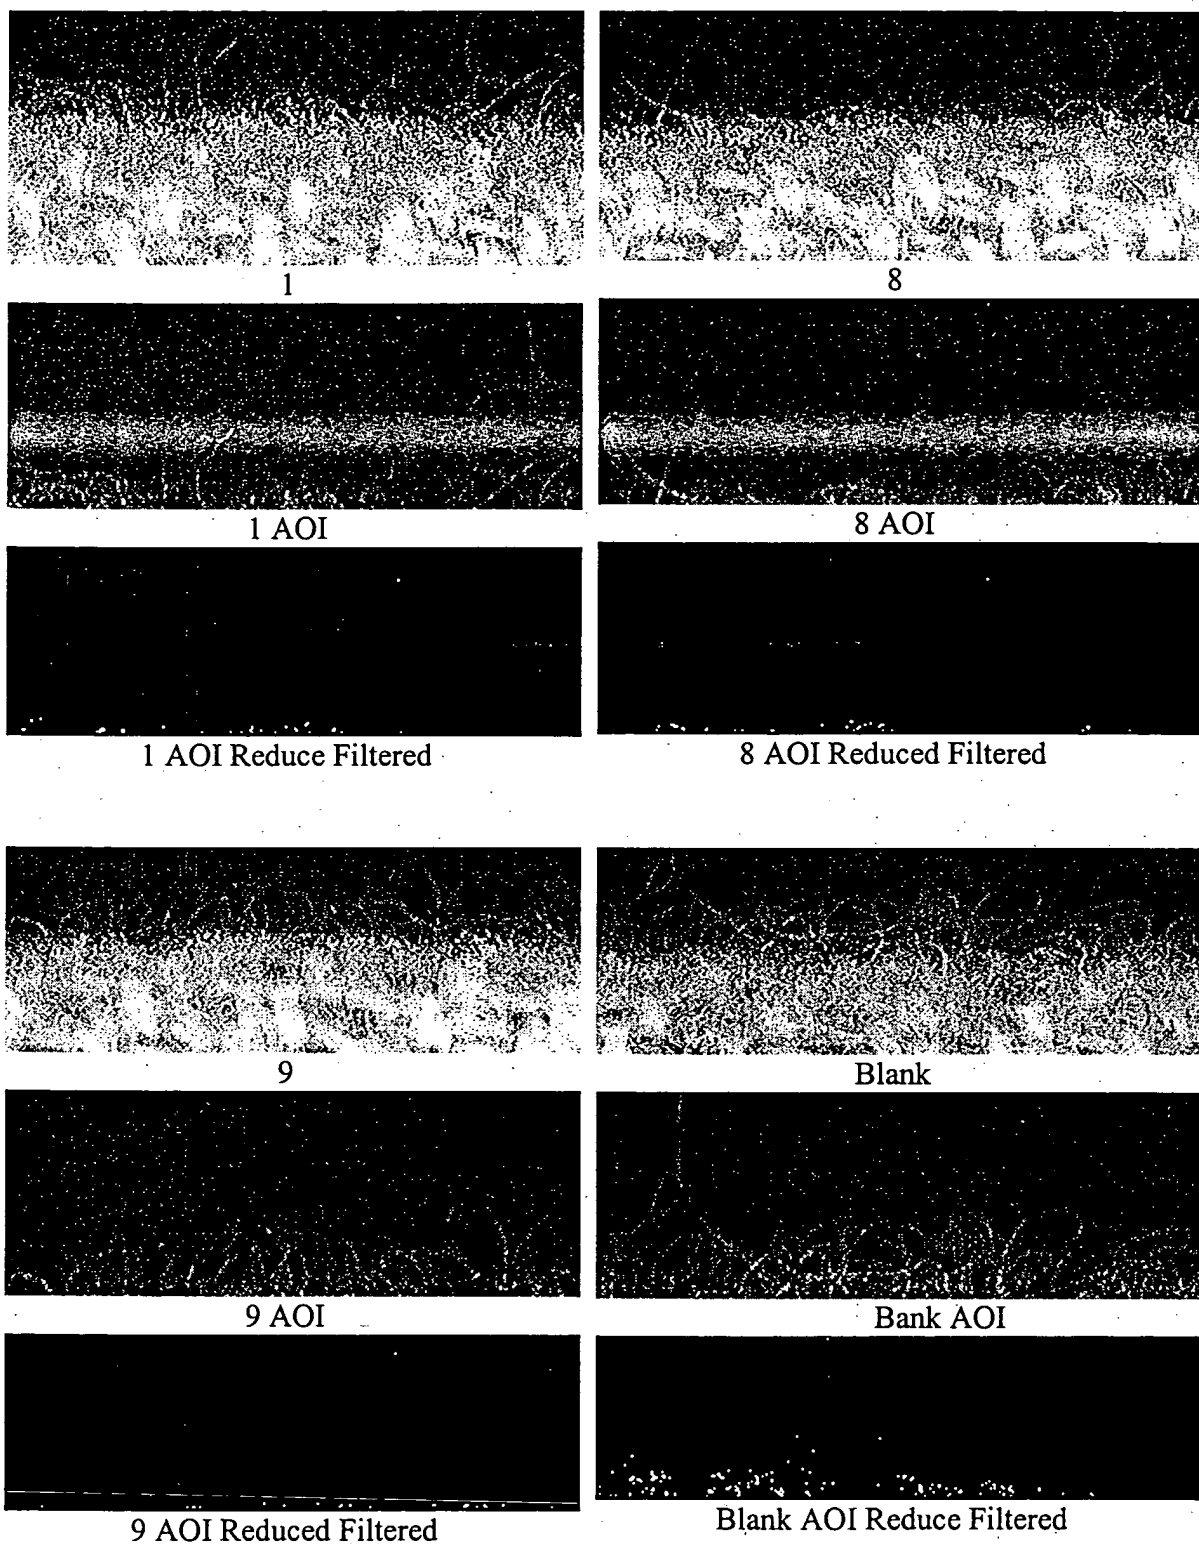 1
8
1 AOI
8 AOI
1 AOI Reduce Filtered
8 AOI Reduced Filtered
9
Blank
9 AOI
Bank AOI
9 AOI Reduced Filtered
Blank AOI Reduce Filtered